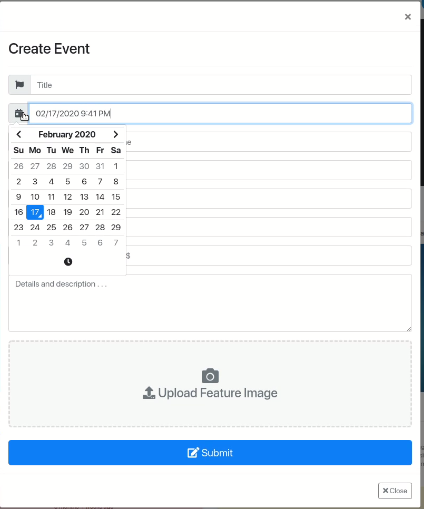 ×
Create Event
Title
02/17/2020 9:41 PM
February 2020
Su Mo Tu We Th Fr Sa
26 27 28 29 30 31 1
2 3 4 5 6 7 8
9 10 11 12 13 14 15
16 17 18 19 20 21 22
23 24 25 26 27 28 29
1 2 3 4 5 6 7
$
Details and description . . .
Upload Feature Image
Submit
× Close